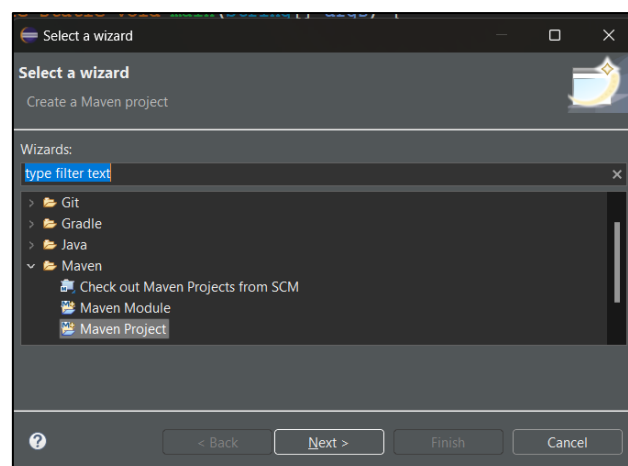 Select a wizard
Select a wizard
Create a Maven project
Wizards:
type filter text
Git
Gradle
Java
Maven
Check out Maven Projects from SCM
Maven Module
Maven Project
< Back Next > Finish Cancel